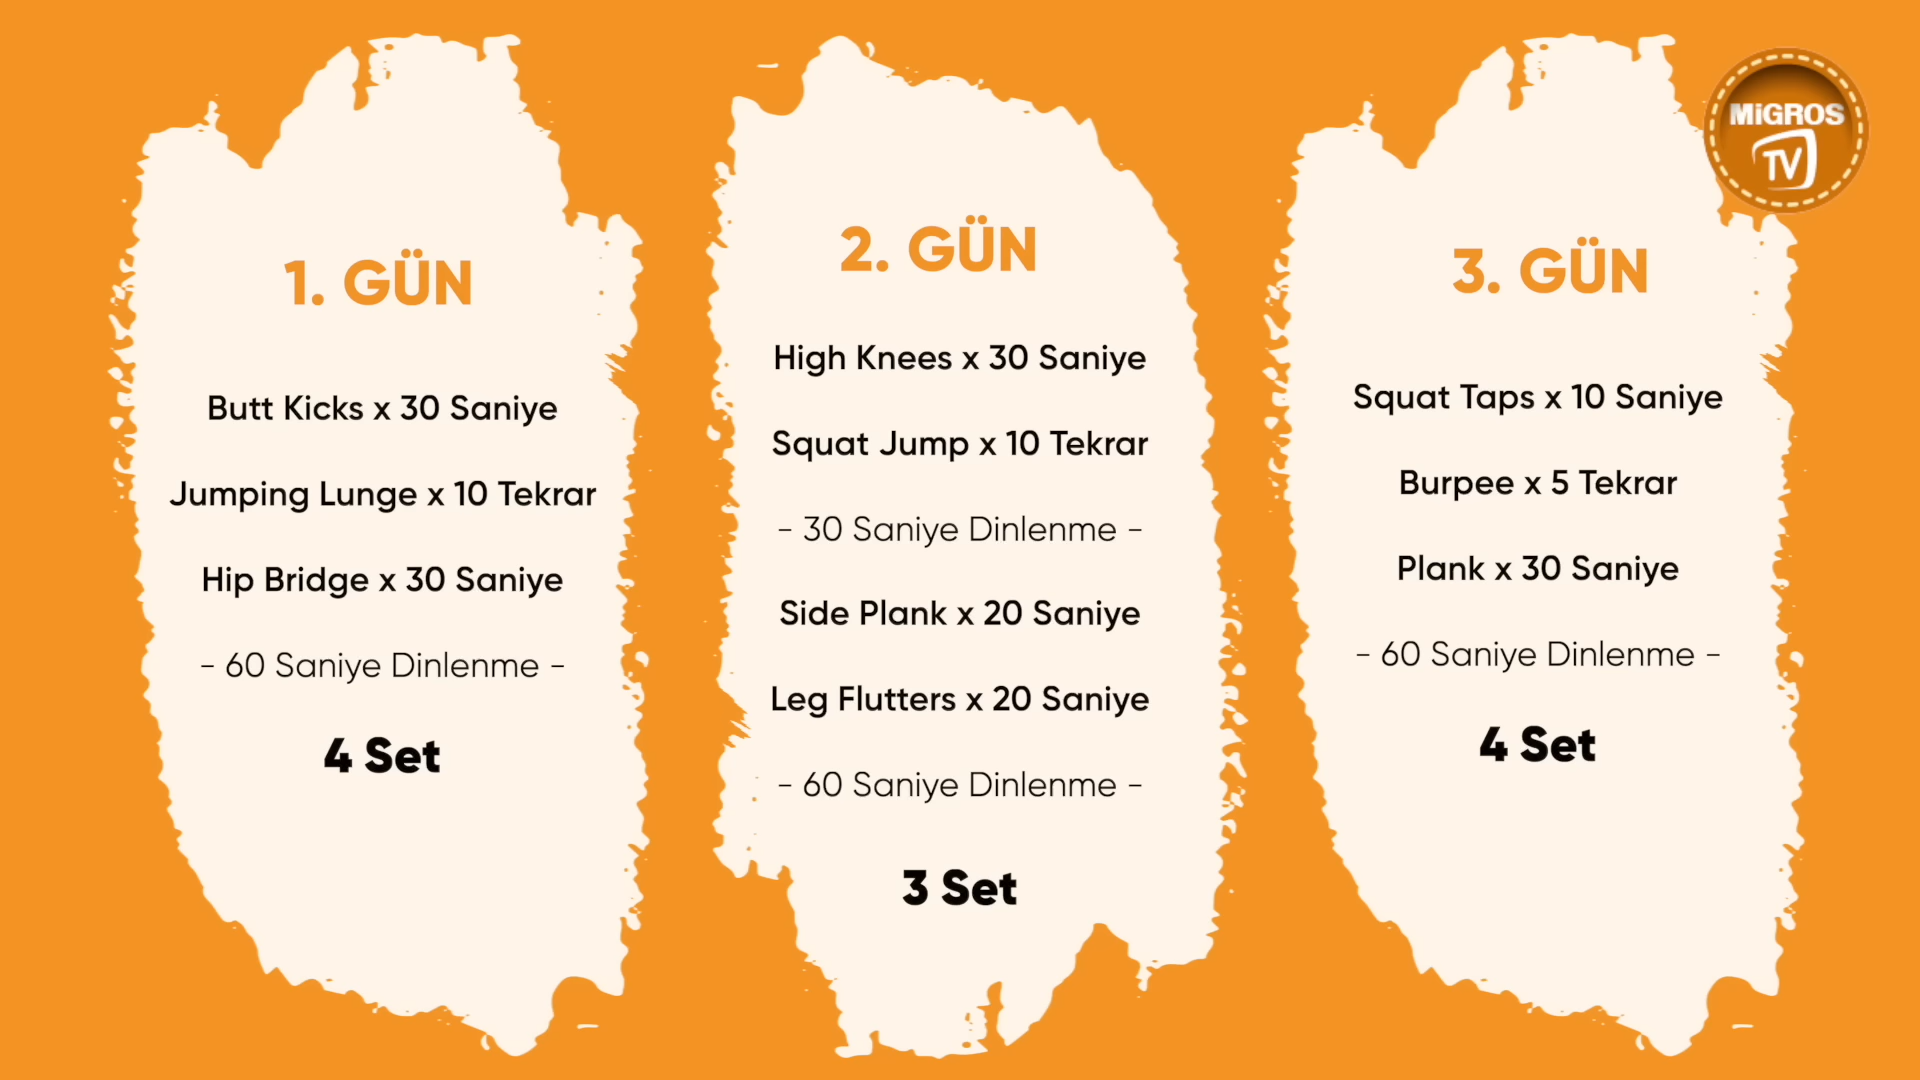 1. GÜN
Butt Kicks x 30 Saniye
Jumping Lunge x 10 Tekrar
Hip Bridge x 30 Saniye
- 60 Saniye Dinlenme -
4 Set
2. GÜN
High Knees x 30 Saniye
Squat Jump x 10 Tekrar
- 30 Saniye Dinlenme -
Side Plank x 20 Saniye
Leg Flutters x 20 Saniye
- 60 Saniye Dinlenme -
3 Set
3. GÜN
Squat Taps x 10 Saniye
Burpee x 5 Tekrar
Plank x 30 Saniye
- 60 Saniye Dinlenme -
4 Set
MiGROS
TV